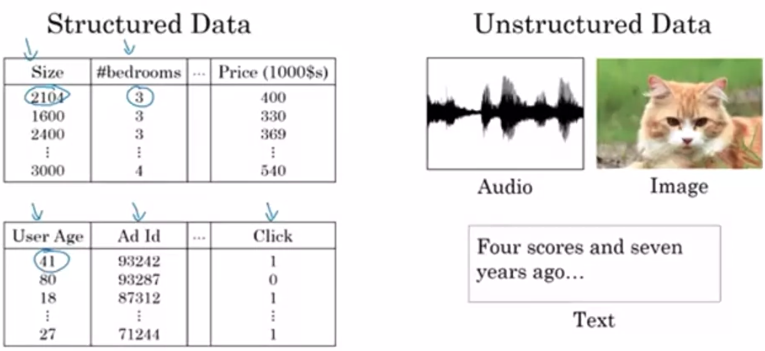 Structured Data
Size #bedrooms ... Price (1000$s)
2104 3 400
1600 3 330
2400 3 369
⋮ ⋮ ⋮
3000 4 540
User Age Ad Id ... Click
41 93242 1
80 93287 0
18 87312 1
⋮ ⋮ ⋮
27 71244 1
Unstructured Data
Audio
Image
Four scores and seven
years ago...
Text